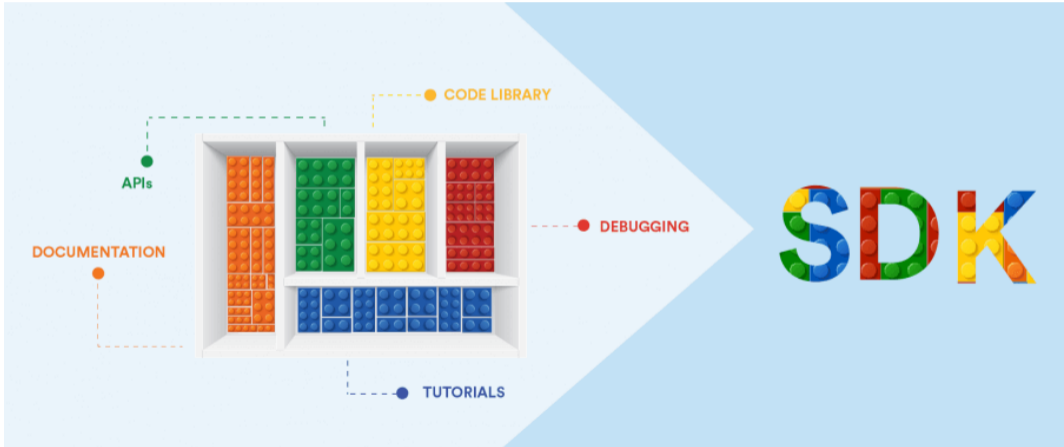 CODE LIBRARY
APIs
DEBUGGING
DOCUMENTATION
TUTORIALS
SDK